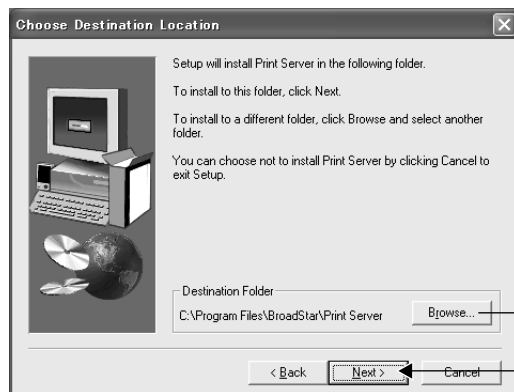 Choose Destination Location
Setup will install Print Server in the following folder.
To install to this folder, click Next.
To install to a different folder, click Browse and select another
folder.
You can choose not to install Print Server by clicking Cancel to
exit Setup.
Destination Folder
C:\Program Files\BroadStar\Print Server
Browse...
< Back
Next >
Cancel